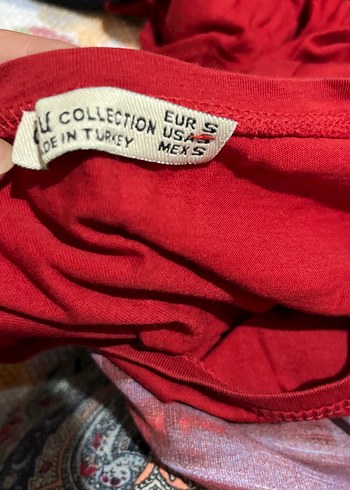 COLLECTION EUR S
DE IN TURKEY USA S
MEX S